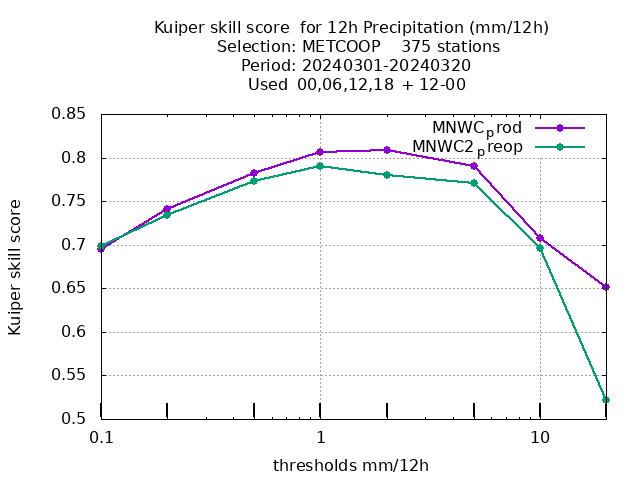 Kuiper skill score  for 12h Precipitation (mm/12h)
Selection: METCOOP    375 stations
Period: 20240301-20240320
Used  00,06,12,18 + 12-00
MNWCprod
MNWC2preop
Kuiper skill score
0.85
0.8
0.75
0.7
0.65
0.6
0.55
0.5
0.1
1
10
thresholds mm/12h